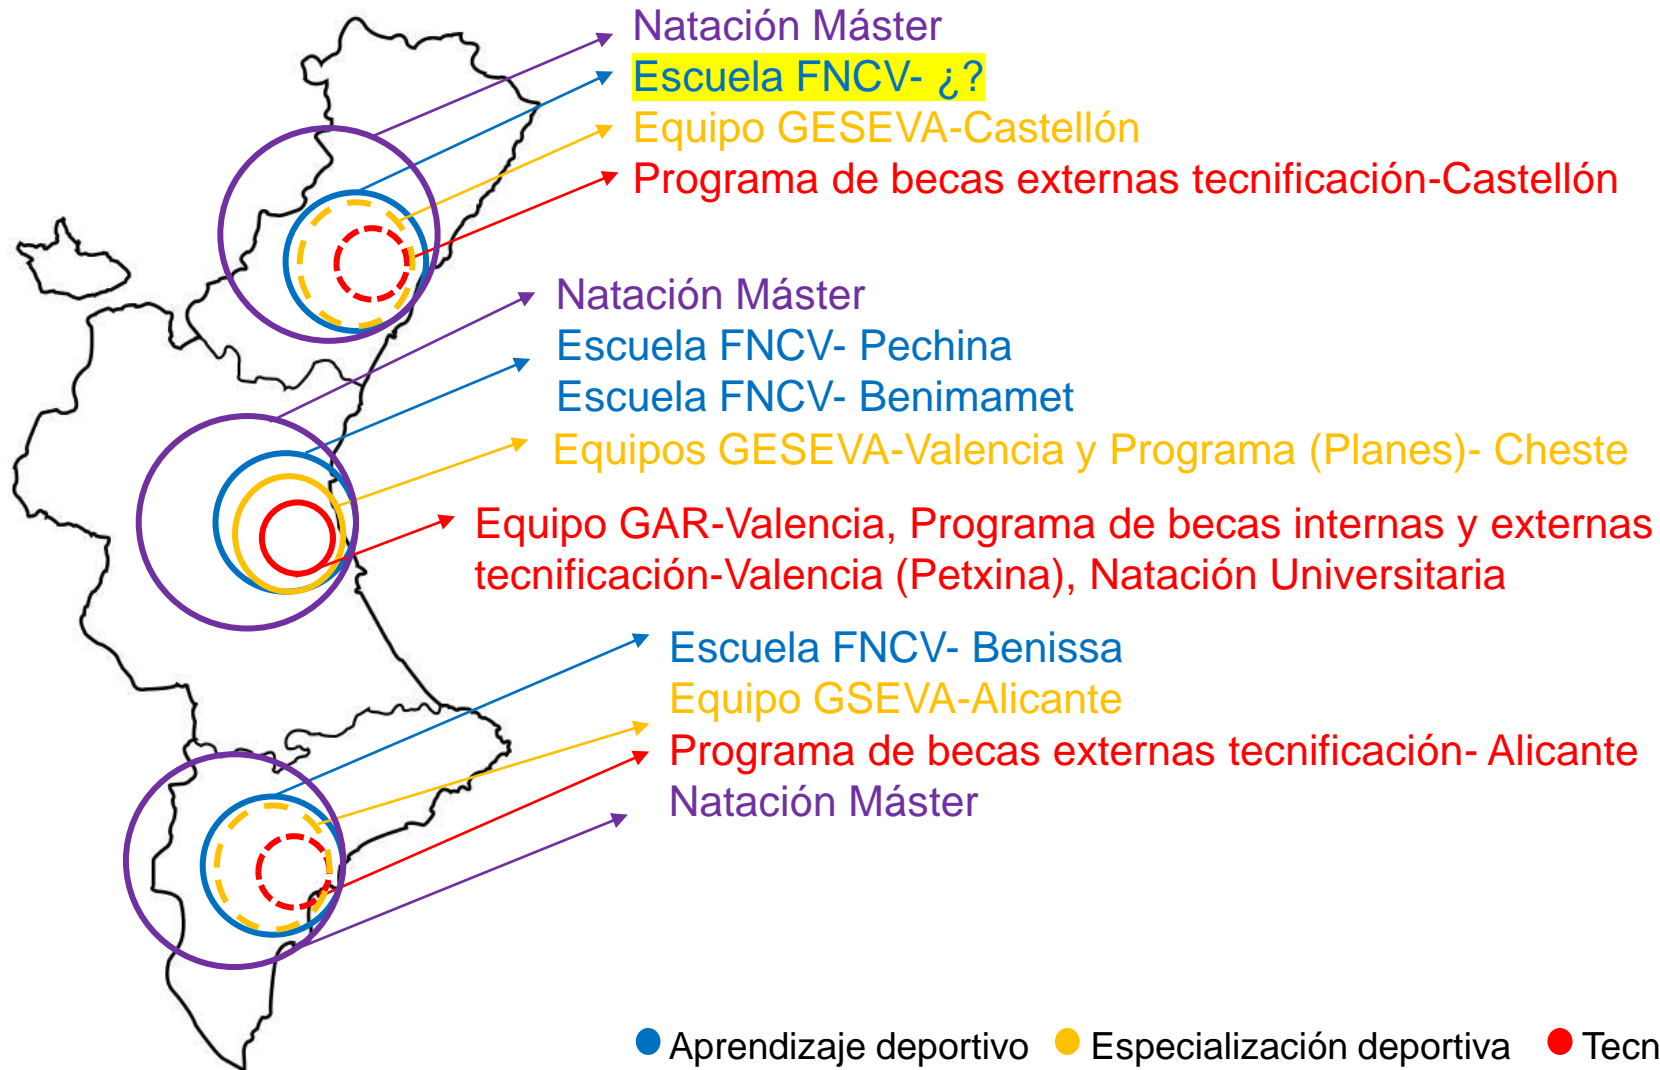 Natación Máster
Escuela FNCV- ¿?
Equipo GESEVA-Castellón
Programa de becas externas tecnificación-Castellón
Natación Máster
Escuela FNCV- Pechina
Escuela FNCV- Benimamet
Equipos GESEVA-Valencia y Programa (Planes)- Cheste
Equipo GAR-Valencia, Programa de becas internas y externas
tecnificación-Valencia (Petxina), Natación Universitaria
Escuela FNCV- Benissa
Equipo GSEVA-Alicante
Programa de becas externas tecnificación- Alicante
Natación Máster
Aprendizaje deportivo Especialización deportiva Tecn